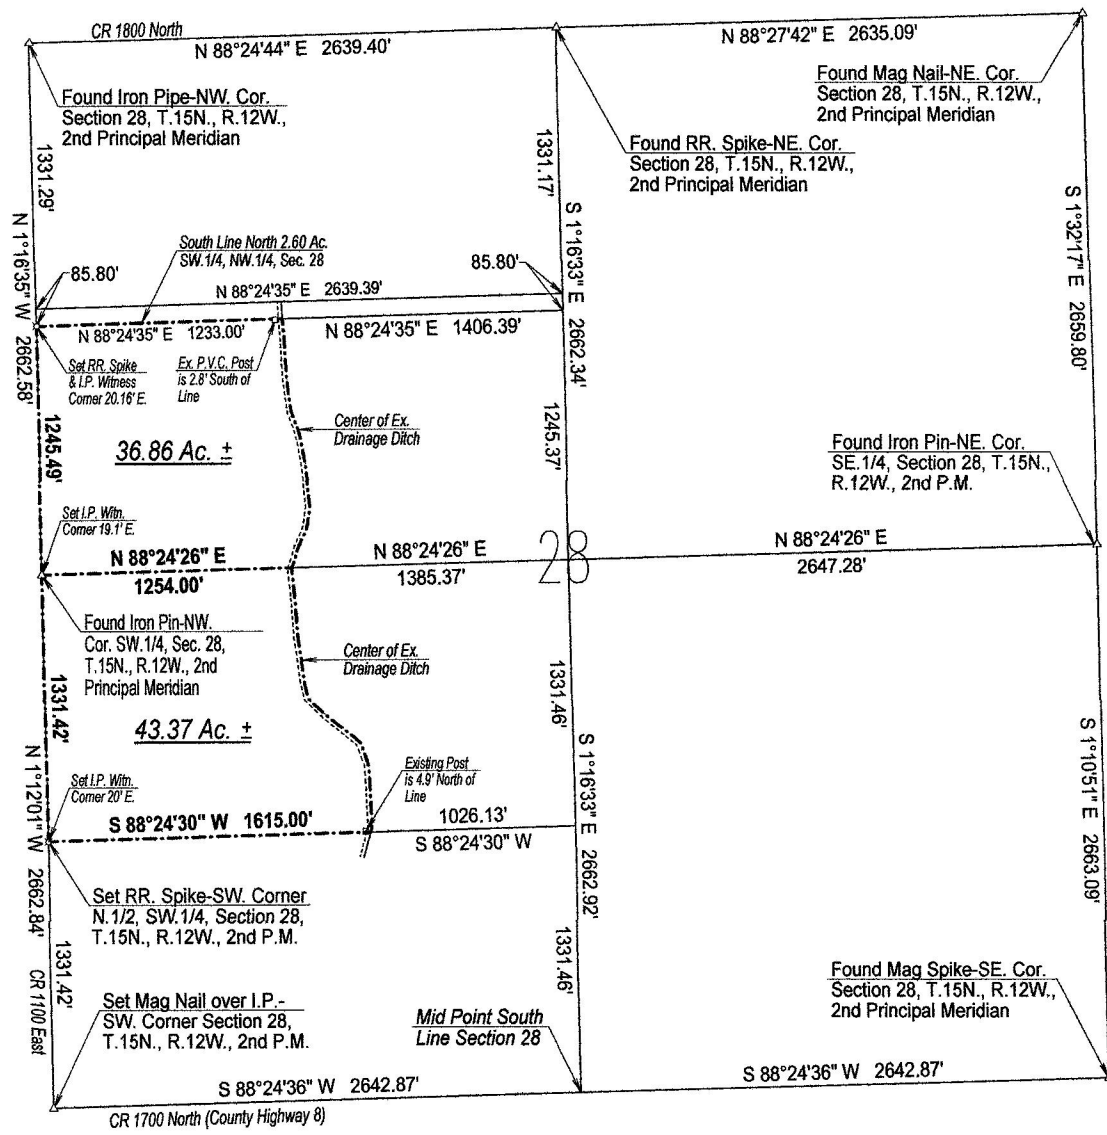 CR 1800 North
N 88°24'44" E 2639.40'
N 88°27'42" E 2635.09'
Found Iron Pipe-NW. Cor.
Section 28, T.15N., R.12W.,
2nd Principal Meridian
Found Mag Nail-NE. Cor.
Section 28, T.15N., R.12W.,
2nd Principal Meridian
Found RR. Spike-NE. Cor.
Section 28, T.15N., R.12W.,
2nd Principal Meridian
1331.29'
1331.17'
N 1°16'35" W 2662.58'
S 1°16'33" E 2662.34'
S 1°32'17" E 2659.80'
South Line North 2.60 Ac.
SW.1/4, NW.1/4, Sec. 28
85.80'
85.80'
N 88°24'35" E 2639.39'
N 88°24'35" E 1233.00'
N 88°24'35" E 1406.39'
Set RR. Spike
& I.P. Witness
Corner 20.16' E.
Ex. P.V.C. Post
is 2.8' South of
Line
1245.49'
36.86 Ac. ±
Center of Ex.
Drainage Ditch
1245.37'
Found Iron Pin-NE. Cor.
SE.1/4, Section 28, T.15N.,
R.12W., 2nd P.M.
Set I.P. Witn.
Corner 19.1' E.
N 88°24'26" E
1254.00'
N 88°24'26" E
1385.37'
28
N 88°24'26" E
2647.28'
Found Iron Pin-NW.
Cor. SW.1/4, Sec. 28,
T.15N., R.12W., 2nd
Principal Meridian
Center of Ex.
Drainage Ditch
1331.42'
1331.46'
43.37 Ac. ±
N 1°12'01" W 2662.84'
S 1°16'33" E 2662.92'
S 1°10'51" E 2663.09'
Set I.P. Witn.
Corner 20' E.
Existing Post
is 4.9' North of
Line
S 88°24'30" W 1615.00'
1026.13'
S 88°24'30" W
Set RR. Spike-SW. Corner
N.1/2, SW.1/4, Section 28,
T.15N., R.12W., 2nd P.M.
1331.42'
1331.46'
CR 1100 East
Set Mag Nail over I.P.-
SW. Corner Section 28,
T.15N., R.12W., 2nd P.M.
Mid Point South
Line Section 28
Found Mag Spike-SE. Cor.
Section 28, T.15N., R.12W.,
2nd Principal Meridian
S 88°24'36" W 2642.87'
S 88°24'36" W 2642.87'
CR 1700 North (County Highway 8)